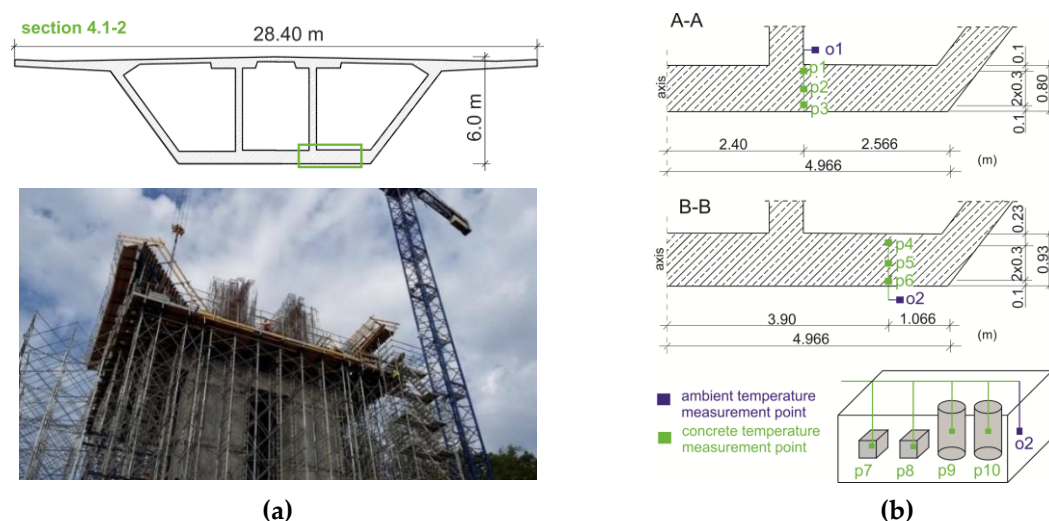 section 4.1-2
28.40 m
6.0 m
(a)
A-A
o1
p1
p2
p3
axis
0.1
2x0.3
0.1
0.80
2.40
2.566
4.966
(m)
B-B
p4
p5
p6
o2
axis
0.23
2x0.3
0.1
0.93
3.90
1.066
4.966
(m)
ambient temperature
measurement point
concrete temperature
measurement point
p7
p8
p9
p10
o2
(b)